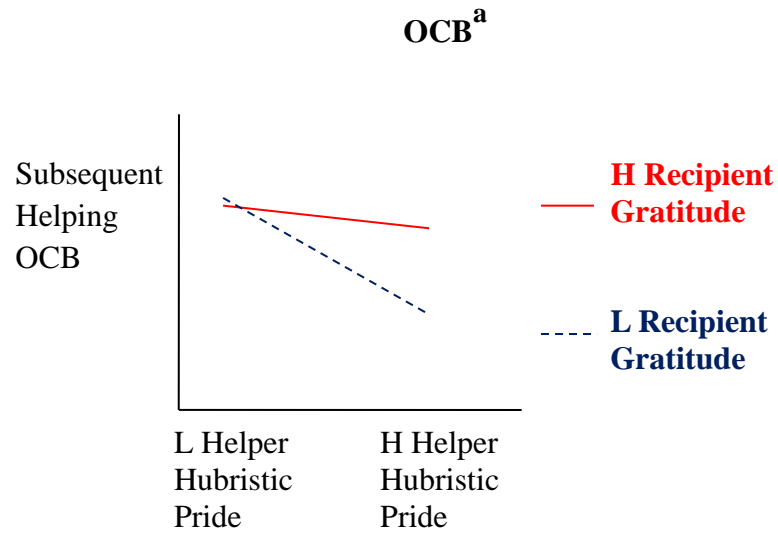 OCBᵃ
Subsequent
Helping
OCB
H Recipient
Gratitude
L Recipient
Gratitude
L Helper
Hubristic
Pride
H Helper
Hubristic
Pride